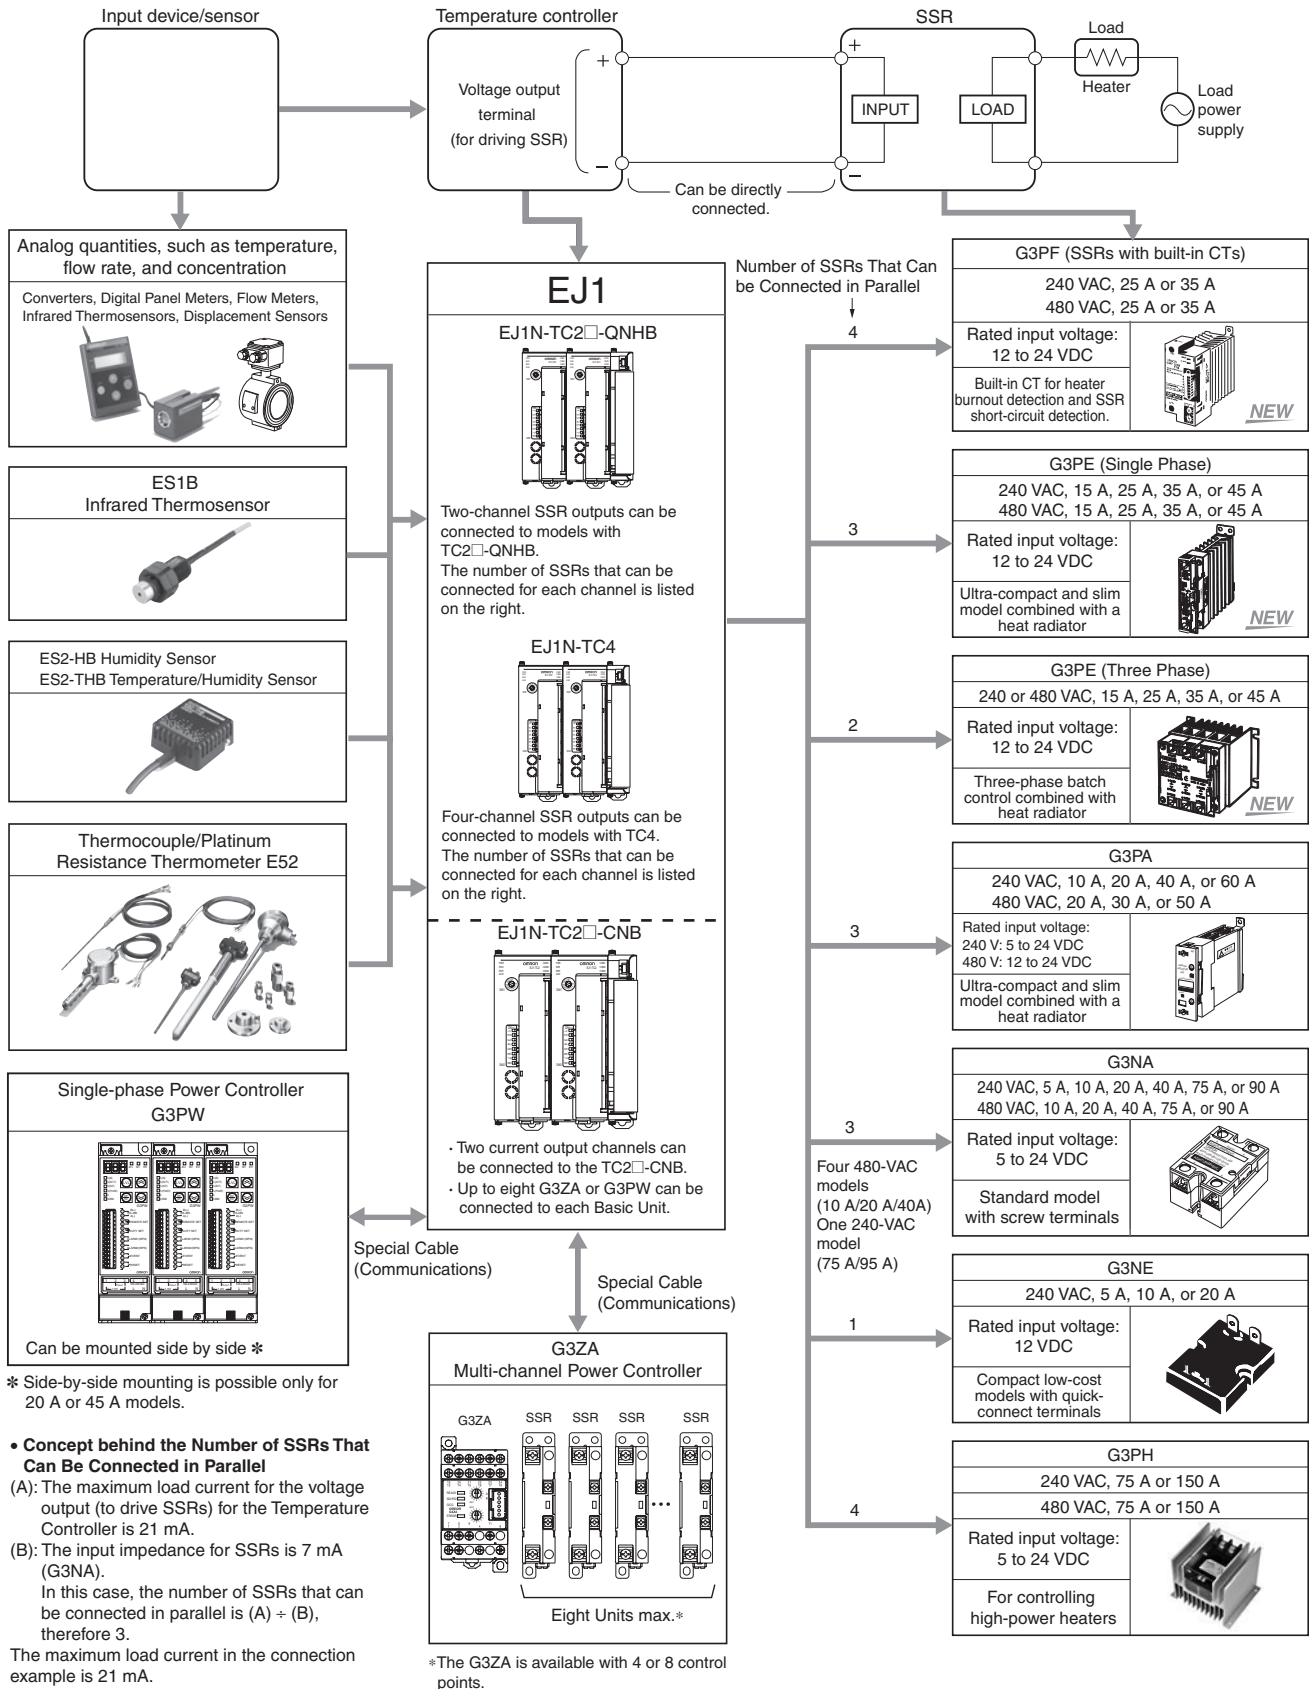 Input device/sensor
Temperature controller
SSR
Voltage output
terminal
(for driving SSR)
+
−
Can be directly
connected.
+
−
INPUT
LOAD
Load
Heater
Load
power
supply
Analog quantities, such as temperature,
flow rate, and concentration
Converters, Digital Panel Meters, Flow Meters,
Infrared Thermosensors, Displacement Sensors
ES1B
Infrared Thermosensor
ES2-HB Humidity Sensor
ES2-THB Temperature/Humidity Sensor
Thermocouple/Platinum
Resistance Thermometer E52
Single-phase Power Controller
G3PW
Can be mounted side by side ✽
✽ Side-by-side mounting is possible only for
20 A or 45 A models.
• Concept behind the Number of SSRs That
Can Be Connected in Parallel
(A): The maximum load current for the voltage
output (to drive SSRs) for the Temperature
Controller is 21 mA.
(B): The input impedance for SSRs is 7 mA
(G3NA).
In this case, the number of SSRs that can
be connected in parallel is (A) ÷ (B),
therefore 3.
The maximum load current in the connection
example is 21 mA.
EJ1
EJ1N-TC2□-QNHB
Two-channel SSR outputs can be
connected to models with
TC2□-QNHB.
The number of SSRs that can be
connected for each channel is listed
on the right.
EJ1N-TC4
Four-channel SSR outputs can be
connected to models with TC4.
The number of SSRs that can be
connected for each channel is listed
on the right.
EJ1N-TC2□-CNB
· Two current output channels can
be connected to the TC2□-CNB.
· Up to eight G3ZA or G3PW can be
connected to each Basic Unit.
Special Cable
(Communications)
Special Cable
(Communications)
G3ZA
Multi-channel Power Controller
G3ZA
SSR SSR SSR SSR
Eight Units max.✽
✽The G3ZA is available with 4 or 8 control
points.
Number of SSRs That Can
be Connected in Parallel
4
G3PF (SSRs with built-in CTs)
240 VAC, 25 A or 35 A
480 VAC, 25 A or 35 A
Rated input voltage:
12 to 24 VDC
Built-in CT for heater
burnout detection and SSR
short-circuit detection.
NEW
3
G3PE (Single Phase)
240 VAC, 15 A, 25 A, 35 A, or 45 A
480 VAC, 15 A, 25 A, 35 A, or 45 A
Rated input voltage:
12 to 24 VDC
Ultra-compact and slim
model combined with a
heat radiator
NEW
2
G3PE (Three Phase)
240 or 480 VAC, 15 A, 25 A, 35 A, or 45 A
Rated input voltage:
12 to 24 VDC
Three-phase batch
control combined with
heat radiator
NEW
3
G3PA
240 VAC, 10 A, 20 A, 40 A, or 60 A
480 VAC, 20 A, 30 A, or 50 A
Rated input voltage:
240 V: 5 to 24 VDC
480 V: 12 to 24 VDC
Ultra-compact and slim
model combined with a
heat radiator
3
Four 480-VAC
models
(10 A/20 A/40A)
One 240-VAC
model
(75 A/95 A)
G3NA
240 VAC, 5 A, 10 A, 20 A, 40 A, 75 A, or 90 A
480 VAC, 10 A, 20 A, 40 A, 75 A, or 90 A
Rated input voltage:
5 to 24 VDC
Standard model
with screw terminals
1
G3NE
240 VAC, 5 A, 10 A, or 20 A
Rated input voltage:
12 VDC
Compact low-cost
models with quick-
connect terminals
4
G3PH
240 VAC, 75 A or 150 A
480 VAC, 75 A or 150 A
Rated input voltage:
5 to 24 VDC
For controlling
high-power heaters